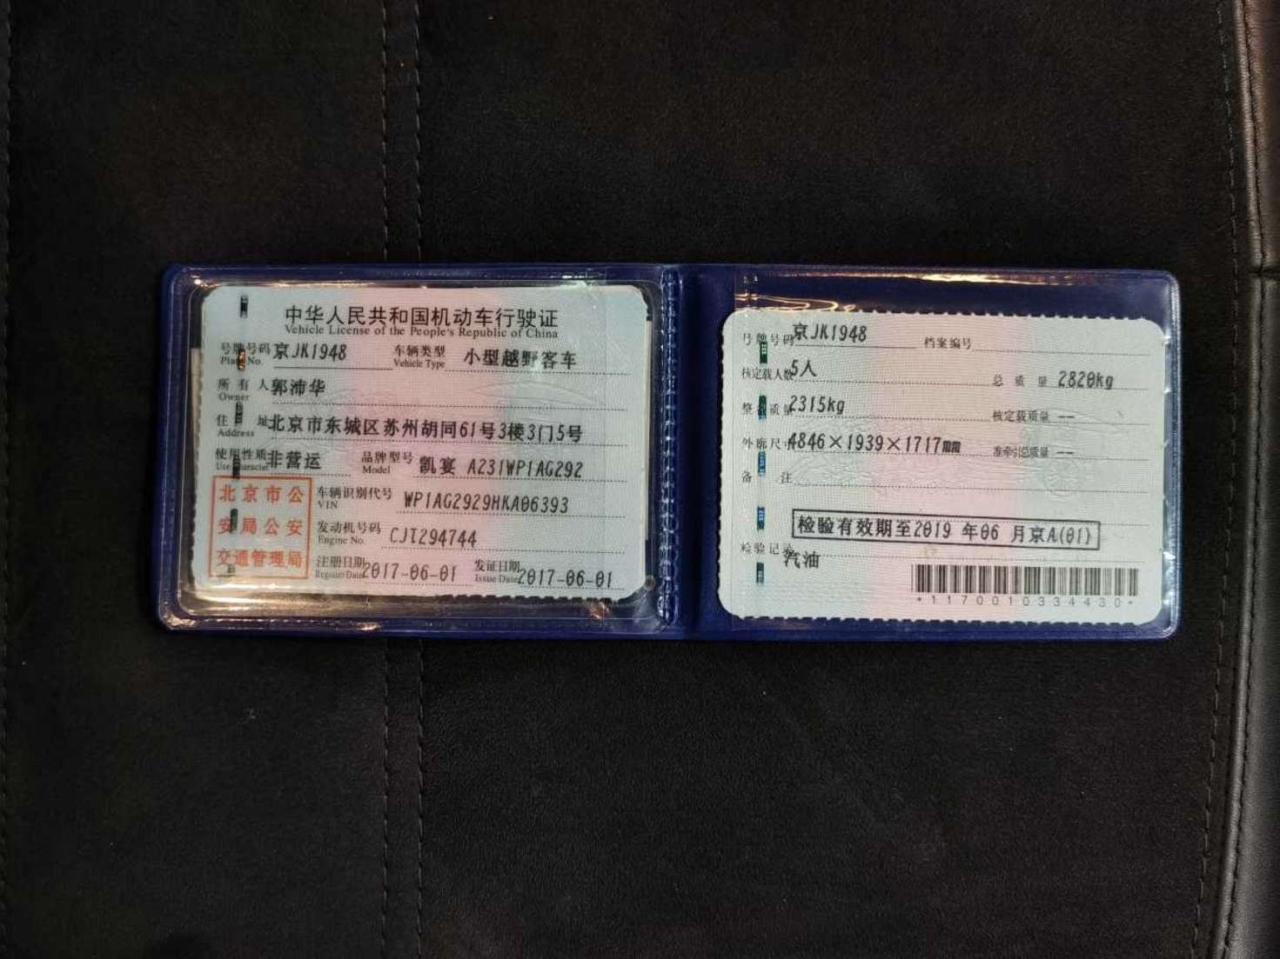 中华人民共和国机动车行驶证
Vehicle License of the People's Republic of China
号牌号码 京JK1948 车辆类型 小型越野客车
Plate No. Vehicle Type
所有人 郭沛华
Owner
住址 北京市东城区苏州胡同61号3楼3门5号
Address
使用性质 非营运 品牌型号 凯宴 A231WP1AG292
Use Character Model
北京市公
安局公安
交通管理局
车辆识别代号 WP1AG2929HKA06393
VIN
发动机号码 CJT294744
Engine No.
注册日期 2017-06-01 发证日期 2017-06-01
Register Date Issue Date
号牌号码 京JK1948 档案编号
核定载人数 5人 总质量 2820kg
整备质量 2315kg 核定载质量 --
外廓尺寸 4846×1939×1717 准牵引总质量 --
备注
检验有效期至2019 年06 月京A(01)
检验记录 汽油
*1170010334430*